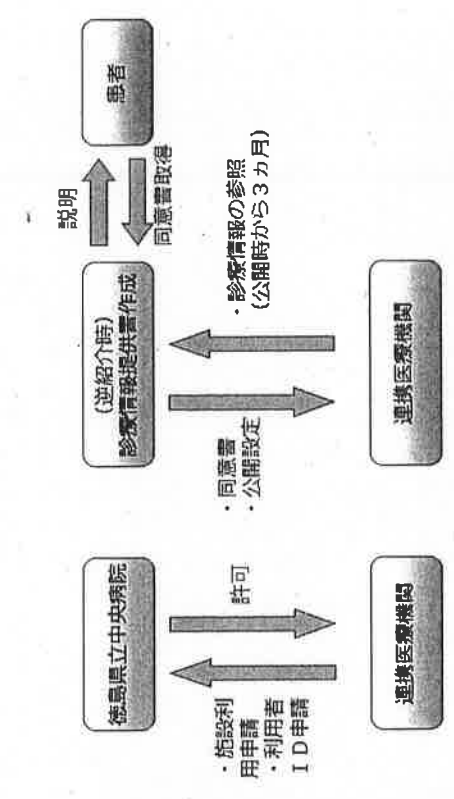 徳島県立中央病院
・施設利
用申請
・利用者
ＩＤ申請
許可
連携医療機関
(逆紹介時)
診療情報提供書作成
説明
同意書取得
患者
・同意書
・公開設定
・診療情報の参照
(公開時から３ヵ月)
連携医療機関